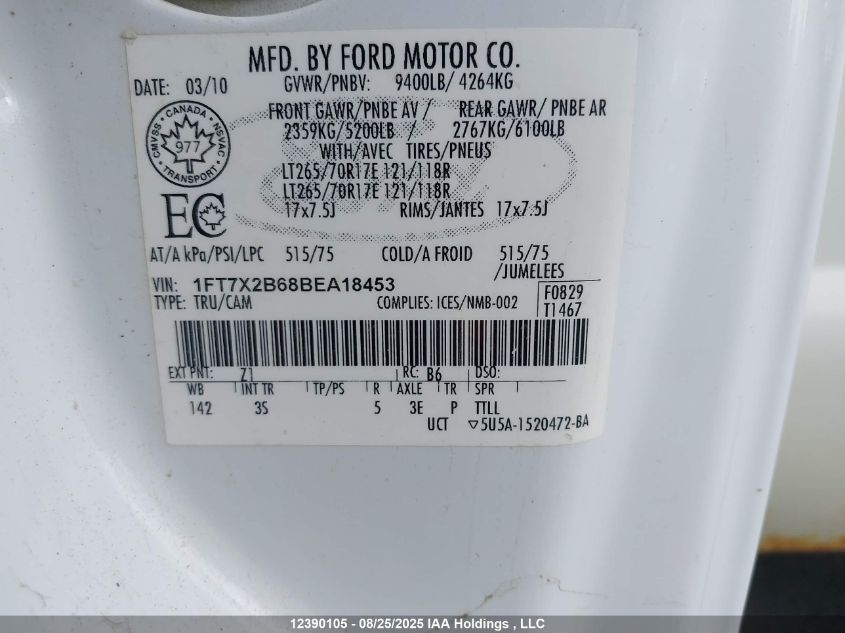 MFD. BY FORD MOTOR CO.
DATE: 03/10 GVWR/PNBV: 9400LB/ 4264KG
FRONT GAWR/PNBE AV / REAR GAWR/ PNBE AR
2359KG/5200LB / 2767KG/6100LB
WITH/AVEC TIRES/PNEUS
LT265/70R17E 121/118R
LT265/70R17E 121/118R
17x7.5J RIMS/JANTES 17x7.5J
CANADA
CMVSS NSVAC
977
TRANSPORT
EC
AT/A kPa/PSI/LPC 515/75 COLD/A FROID 515/75
/JUMELEES
VIN: 1FT7X2B68BEA18453
TYPE: TRU/CAM COMPLIES: ICES/NMB-002
F0829
T1467
EXT PNT: Z1 RC: B6 DSO:
WB INT TR TP/PS R AXLE TR SPR
142 3S 5 3E P TTLL
UCT ▽5U5A-1520472-BA
12390105 - 08/25/2025 IAA Holdings , LLC